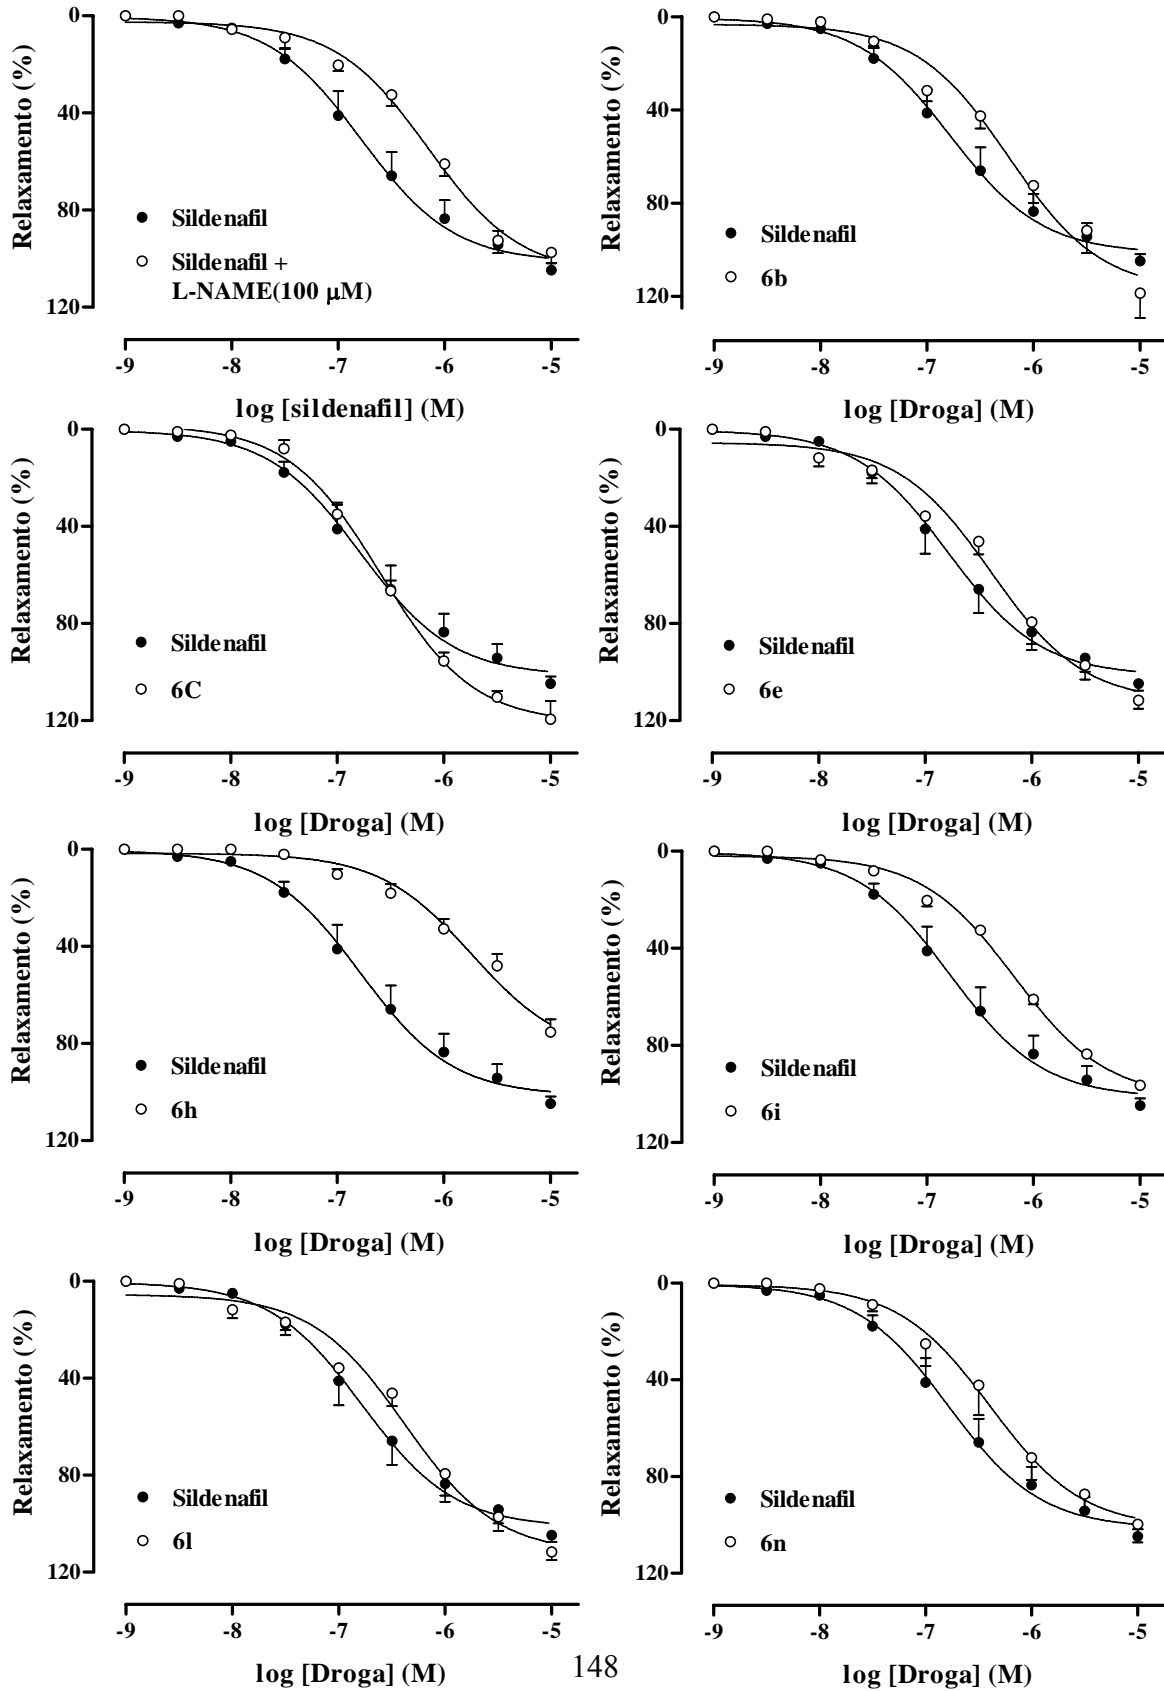 0
40
80
120
Relaxamento (%)
Sildenafil
Sildenafil +
L-NAME(100 μM)
-9 -8 -7 -6 -5
log [sildenafil] (M)
0
40
80
120
Relaxamento (%)
Sildenafil
6b
-9 -8 -7 -6 -5
log [Droga] (M)
0
40
80
120
Relaxamento (%)
Sildenafil
6C
-9 -8 -7 -6 -5
log [Droga] (M)
0
40
80
120
Relaxamento (%)
Sildenafil
6e
-9 -8 -7 -6 -5
log [Droga] (M)
0
40
80
120
Relaxamento (%)
Sildenafil
6h
-9 -8 -7 -6 -5
log [Droga] (M)
0
40
80
120
Relaxamento (%)
Sildenafil
6i
-9 -8 -7 -6 -5
log [Droga] (M)
0
40
80
120
Relaxamento (%)
Sildenafil
6l
-9 -8 -7 -6 -5
log [Droga] (M)
0
40
80
120
Relaxamento (%)
Sildenafil
6n
-9 -8 -7 -6 -5
log [Droga] (M)
148